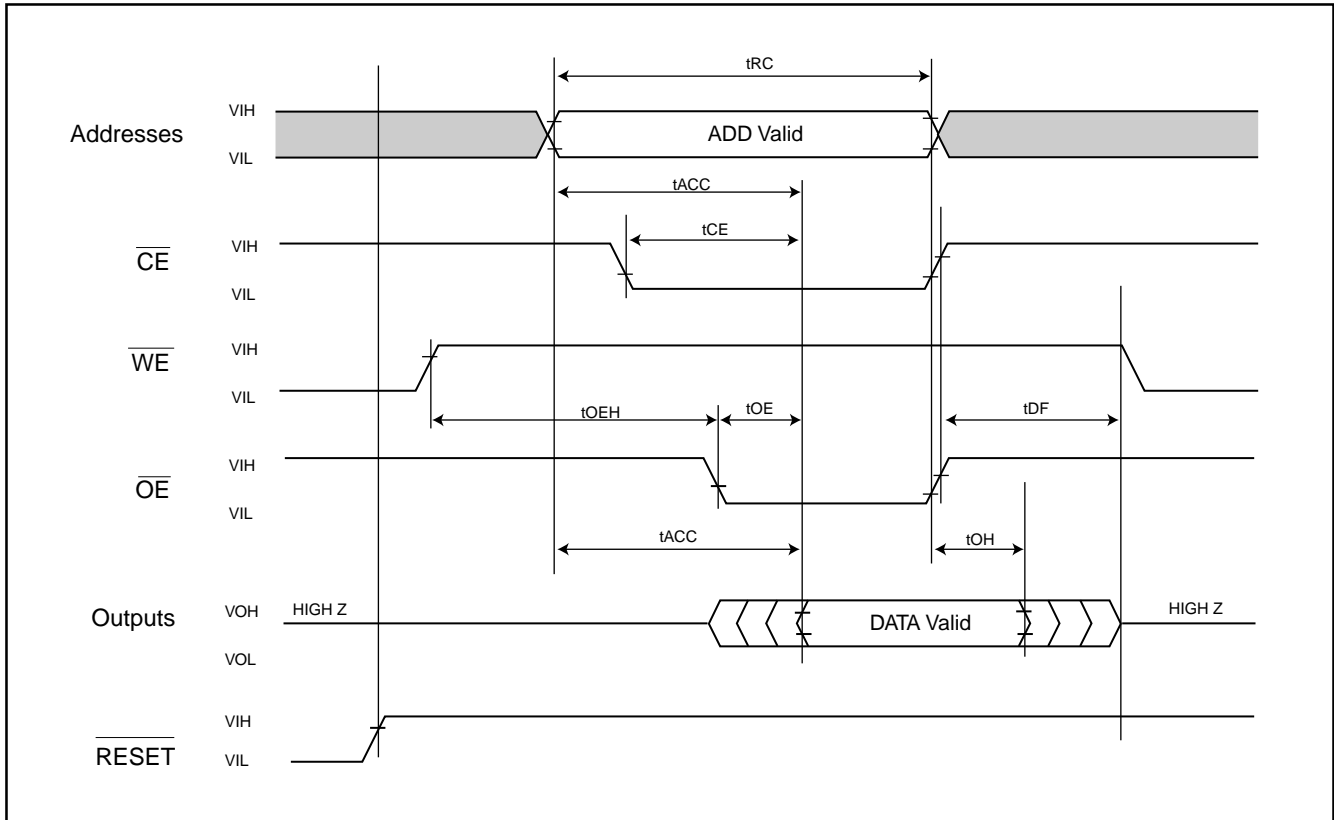 tRC
VIH
Addresses
ADD Valid
VIL
tACC
tCE
VIH
CE
VIL
VIH
WE
VIL
tOEH
tOE
tDF
VIH
OE
VIL
tACC
tOH
VOH
HIGH Z
Outputs
DATA Valid
HIGH Z
VOL
VIH
RESET
VIL